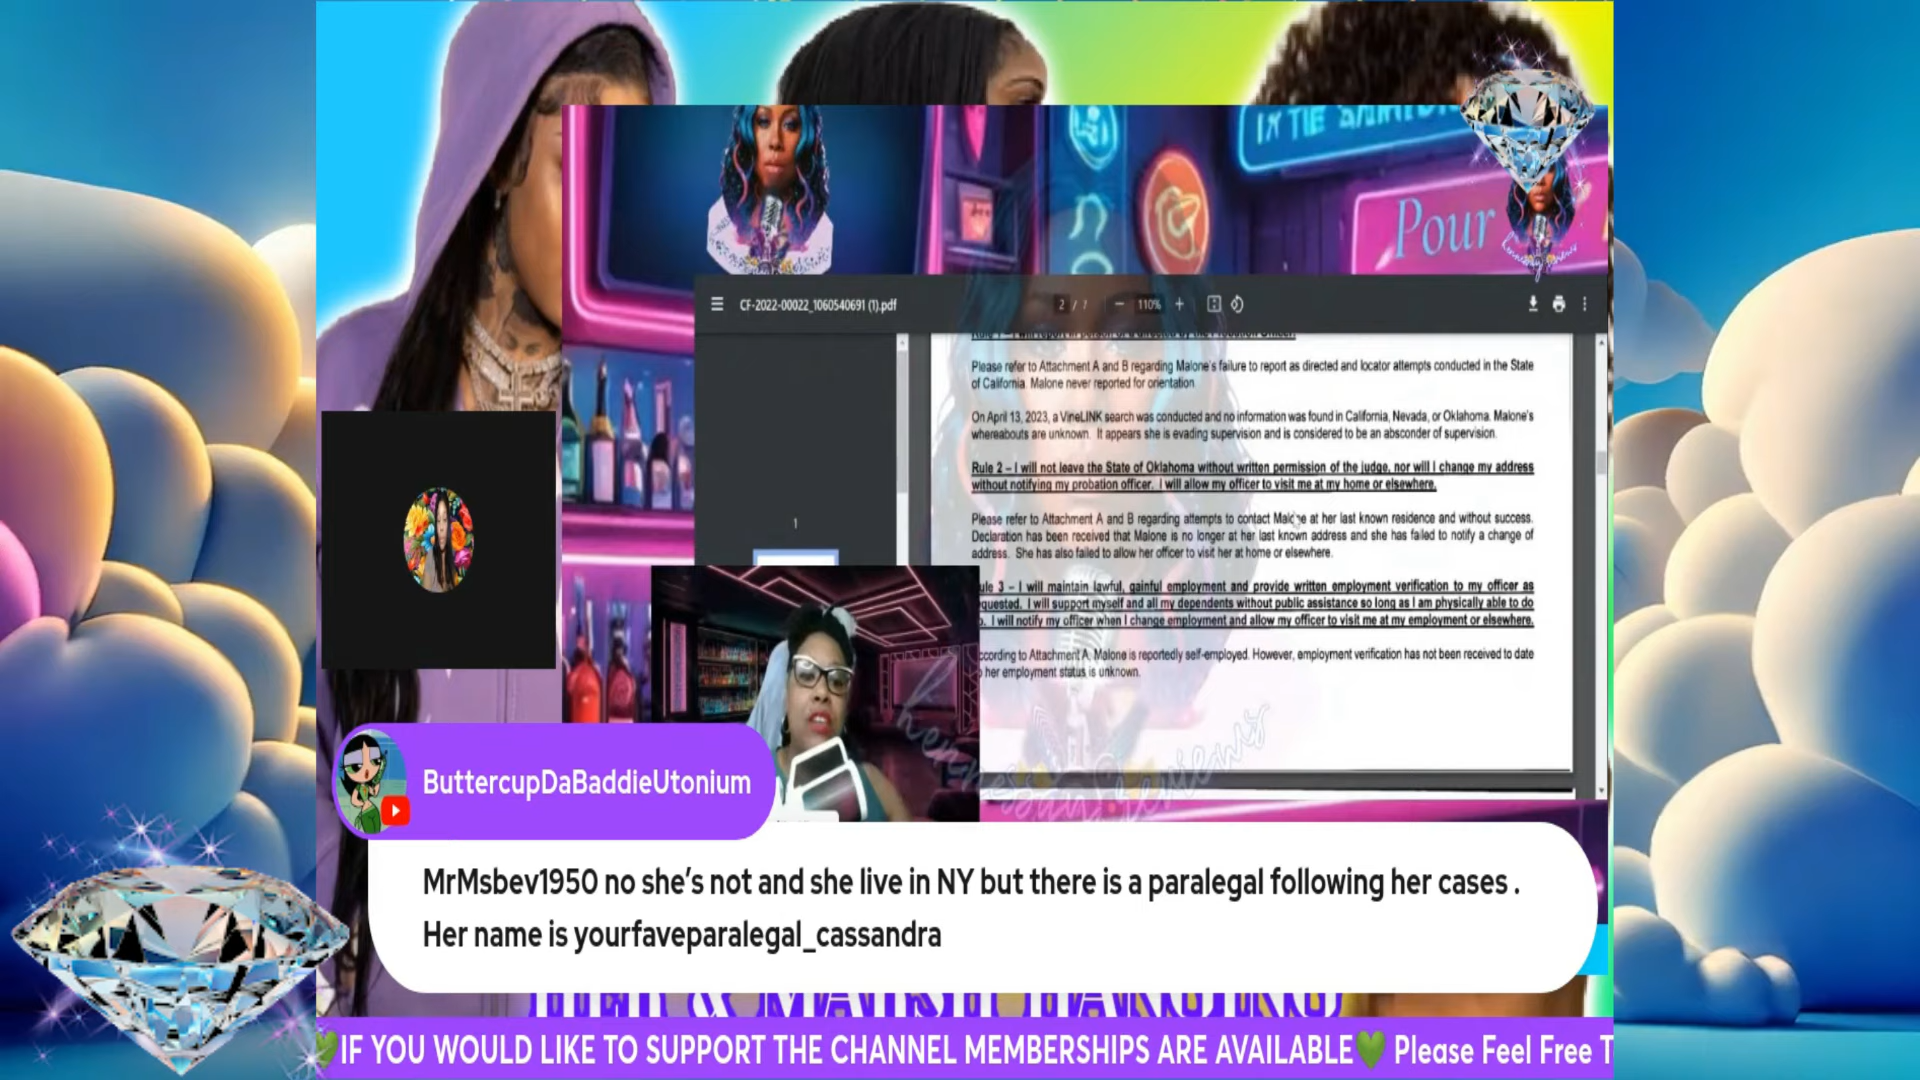 IN THE
Pour
CF-2022-00022_1060540691 (1).pdf
2 / 7
110%
Please refer to Attachment A and B regarding Malone's failure to report as directed and locator attempts conducted in the State
of California. Malone never reported for orientation.
On April 13, 2023, a VineLINK search was conducted and no information was found in California, Nevada, or Oklahoma. Malone's
whereabouts are unknown. It appears she is evading supervision and is considered to be an absconder of supervision.
Rule 2 – I will not leave the State of Oklahoma without written permission of the judge, nor will I change my address
without notifying my probation officer. I will allow my officer to visit me at my home or elsewhere.
Please refer to Attachment A and B regarding attempts to contact Malone at her last known residence and without success.
Declaration has been received that Malone is no longer at her last known address and she has failed to notify a change of
address. She has also failed to allow her officer to visit her at home or elsewhere.
1
ule 3 – I will maintain lawful, gainful employment and provide written employment verification to my officer as
quested. I will support myself and all my dependents without public assistance so long as I am physically able to do
o. I will notify my officer when I change employment and allow my officer to visit me at my employment or elsewhere.
ccording to Attachment A, Malone is reportedly self-employed. However, employment verification has not been received to date
o her employment status is unknown.
ButtercupDaBaddieUtonium
MrMsbev1950 no she's not and she live in NY but there is a paralegal following her cases .
Her name is yourfaveparalegal_cassandra
IF YOU WOULD LIKE TO SUPPORT THE CHANNEL MEMBERSHIPS ARE AVAILABLE💚 Please Feel Free T